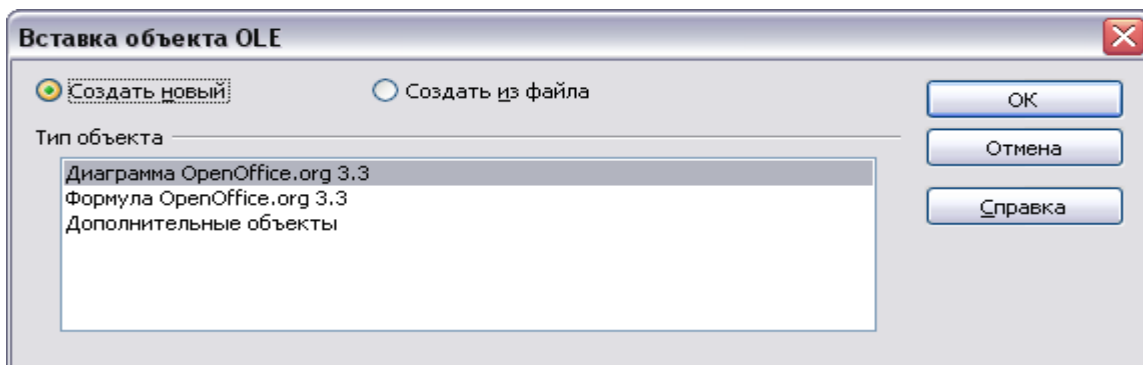 Вставка объекта OLE
Создать новый
Создать из файла
ОК
Тип объекта
Отмена
Диаграмма OpenOffice.org 3.3
Формула OpenOffice.org 3.3
Справка
Дополнительные объекты